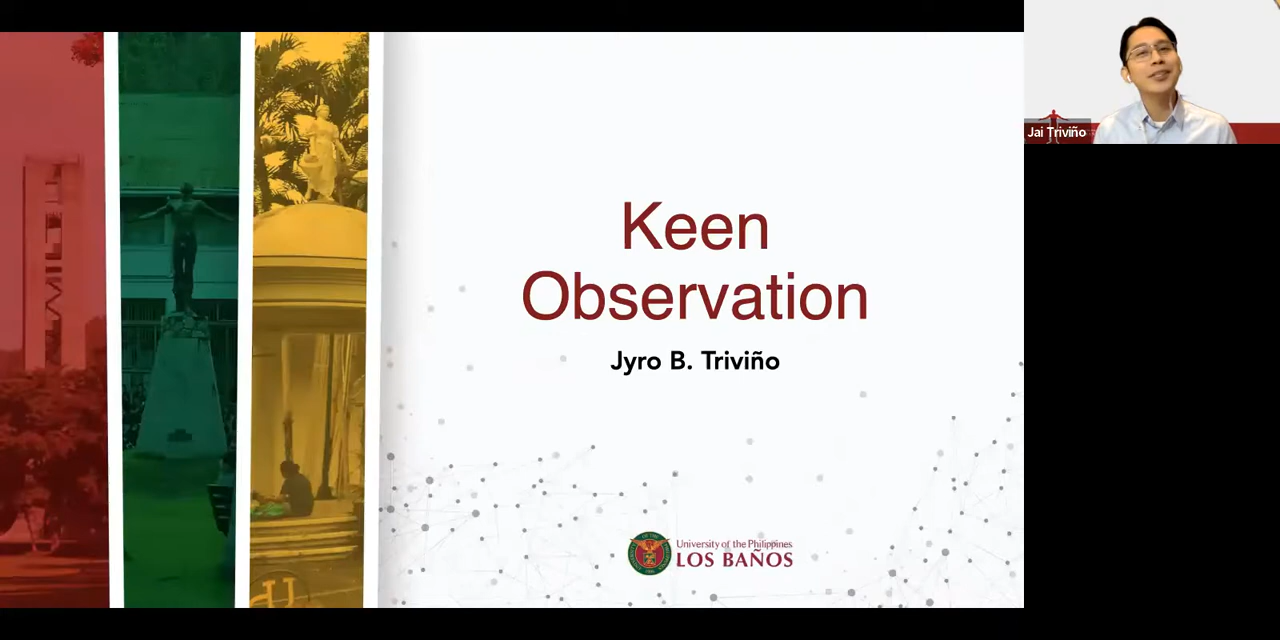 Keen
Observation
Jyro B. Triviño
University of the Philippines
LOS BAÑOS
Jai Triviño